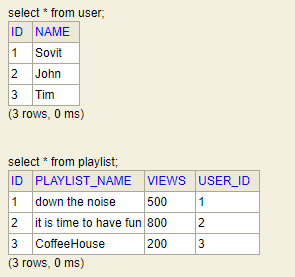 select * from user;
ID NAME
1 Sovit
2 John
3 Tim
(3 rows, 0 ms)
select * from playlist;
ID PLAYLIST_NAME VIEWS USER_ID
1 down the noise 500 1
2 it is time to have fun 800 2
3 CoffeeHouse 200 3
(3 rows, 0 ms)